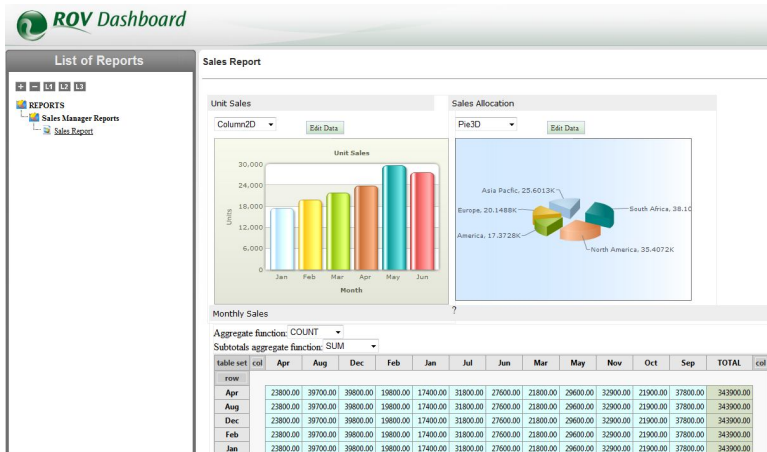 ROV Dashboard
List of Reports
+ − L1 L2 L3
REPORTS
Sales Manager Reports
Sales Report
Sales Report
Unit Sales
Column2D
Edit Data
Unit Sales
30,000
24,000
18,000
12,000
6,000
0
Units
Jan Feb Mar Apr May Jun
Month
Sales Allocation
Pie3D
Edit Data
Asia Pacfic, 25.6013K
Europe, 20.1488K
South Africa, 38.10
America, 17.3728K
North America, 35.4072K
?
Monthly Sales
Aggregate function: COUNT
Subtotals aggregate function: SUM
table set col Apr Aug Dec Feb Jan Jul Jun Mar May Nov Oct Sep TOTAL col
row
Apr 23800.00 39700.00 39800.00 19800.00 17400.00 31800.00 27600.00 21800.00 29600.00 32900.00 21900.00 37800.00 343900.00
Aug 23800.00 39700.00 39800.00 19800.00 17400.00 31800.00 27600.00 21800.00 29600.00 32900.00 21900.00 37800.00 343900.00
Dec 23800.00 39700.00 39800.00 19800.00 17400.00 31800.00 27600.00 21800.00 29600.00 32900.00 21900.00 37800.00 343900.00
Feb 23800.00 39700.00 39800.00 19800.00 17400.00 31800.00 27600.00 21800.00 29600.00 32900.00 21900.00 37800.00 343900.00
Jan 23800.00 39700.00 39800.00 19800.00 17400.00 31800.00 27600.00 21800.00 29600.00 32900.00 21900.00 37800.00 343900.00